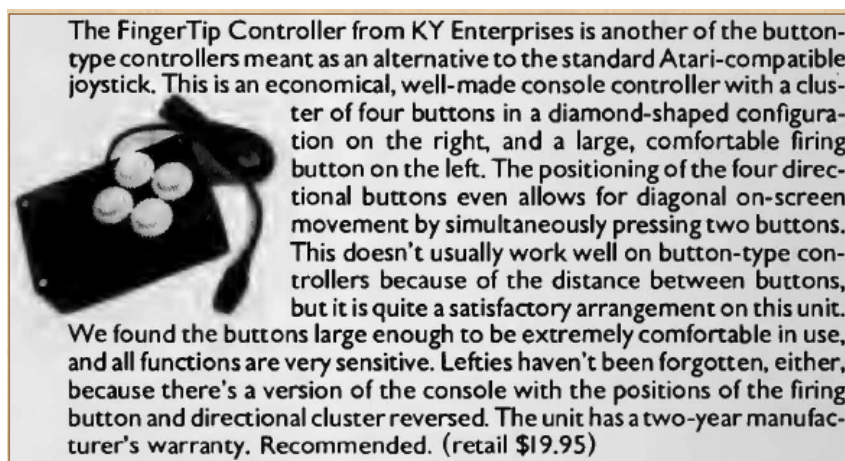 The FingerTip Controller from KY Enterprises is another of the button-
type controllers meant as an alternative to the standard Atari-compatible
joystick. This is an economical, well-made console controller with a clus-
ter of four buttons in a diamond-shaped configura-
tion on the right, and a large, comfortable firing
button on the left. The positioning of the four direc-
tional buttons even allows for diagonal on-screen
movement by simultaneously pressing two buttons.
This doesn't usually work well on button-type con-
trollers because of the distance between buttons,
but it is quite a satisfactory arrangement on this unit.
We found the buttons large enough to be extremely comfortable in use,
and all functions are very sensitive. Lefties haven't been forgotten, either,
because there's a version of the console with the positions of the firing
button and directional cluster reversed. The unit has a two-year manufac-
turer's warranty. Recommended. (retail $19.95)